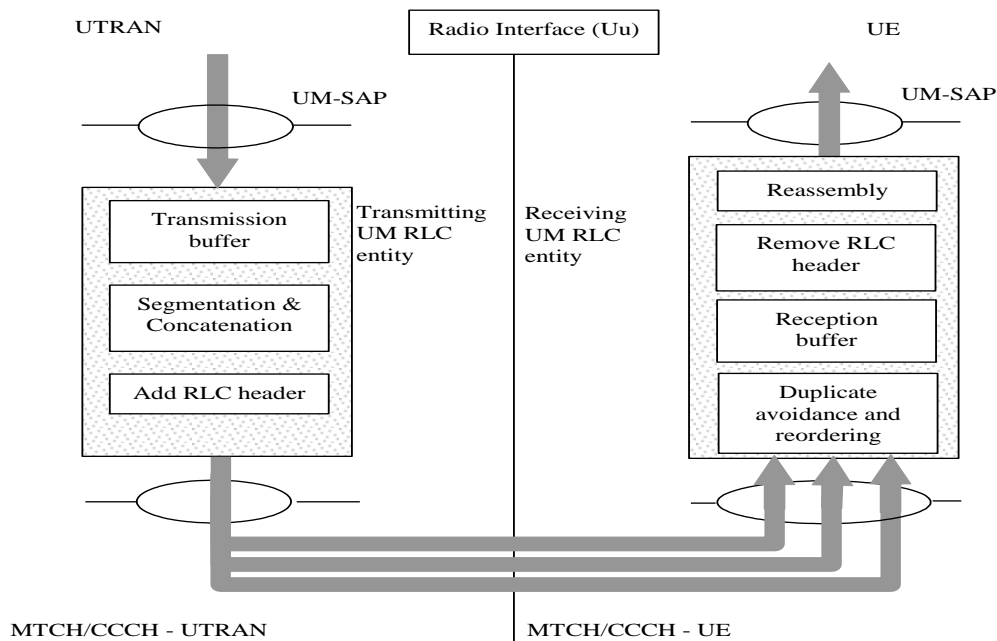 UTRAN
Radio Interface (Uu)
UE
UM-SAP
UM-SAP
Transmission
buffer
Segmentation &
Concatenation
Add RLC header
Transmitting
UM RLC
entity
Receiving
UM RLC
entity
Reassembly
Remove RLC
header
Reception
buffer
Duplicate
avoidance and
reordering
MTCH/CCCH - UTRAN
MTCH/CCCH - UE